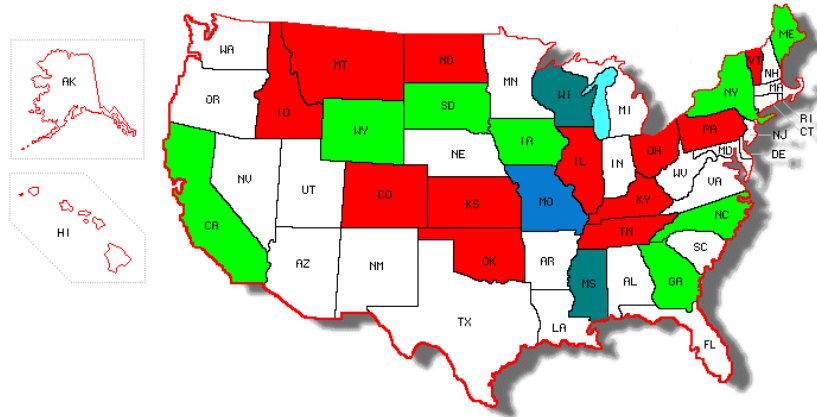 WA
MT
ND
MN
ME
VT
NH
AK
OR
ID
SD
WI
MI
NY
MA
WY
RI
CT
IA
PA
NJ
NE
IL
IN
OH
MD
DE
NV
UT
CO
KS
MO
WV
VA
KY
HI
CA
NC
TN
AZ
NM
OK
AR
SC
MS
AL
GA
TX
LA
FL